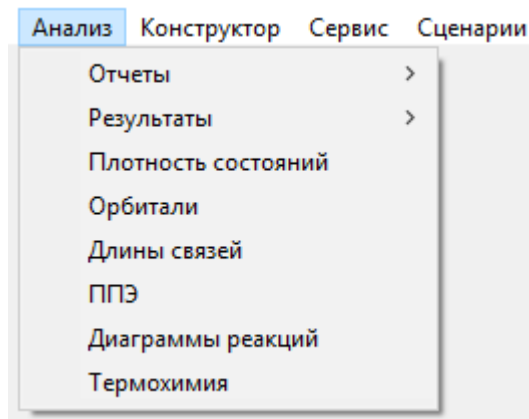 Анализ Конструктор Сервис Сценарии
Отчеты
Результаты
Плотность состояний
Орбитали
Длины связей
ППЭ
Диаграммы реакций
Термохимия